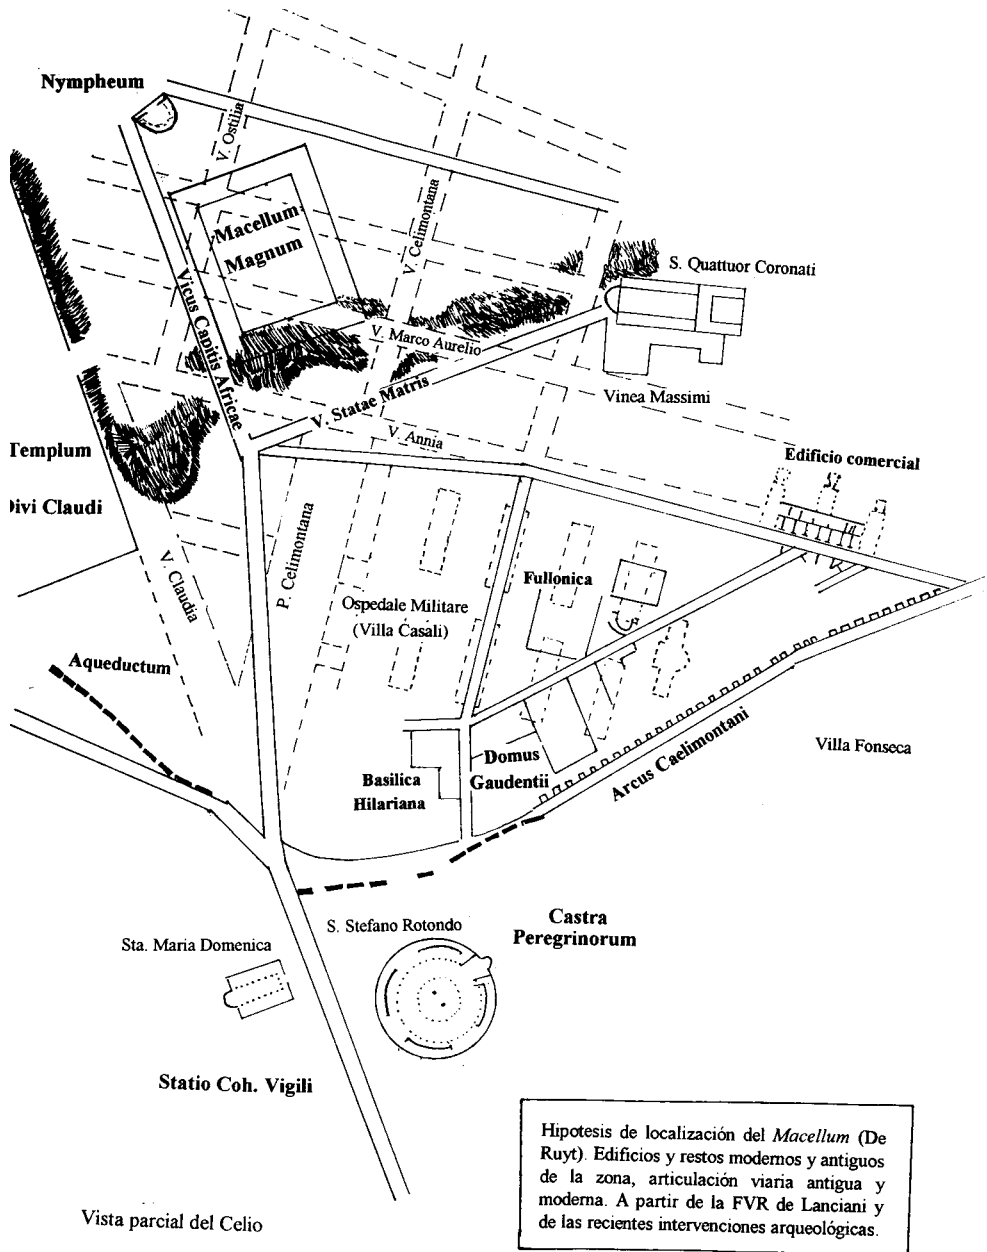 Nympheum
V. Ostilia
Macellum
Magnum
V. Celimontana
S. Quattuor Coronati
Vicus Capitis Africae
V. Marco Aurelio
V. Statae Matris
Vinea Massimi
V. Annia
Edificio comercial
Templum
Divi Claudi
P. Celimontana
V. Claudia
Fullonica
Ospedale Militare
(Villa Casali)
Aqueductum
Villa Fonseca
Arcus Caelimontani
Domus
Gaudentii
Basilica
Hilariana
Castra
Peregrinorum
S. Stefano Rotondo
Sta. Maria Domenica
Statio Coh. Vigili
Hipotesis de localización del Macellum (De
Ruyt). Edificios y restos modernos y antiguos
de la zona, articulación viaria antigua y
moderna. A partir de la FVR de Lanciani y
de las recientes intervenciones arqueológicas.
Vista parcial del Celio